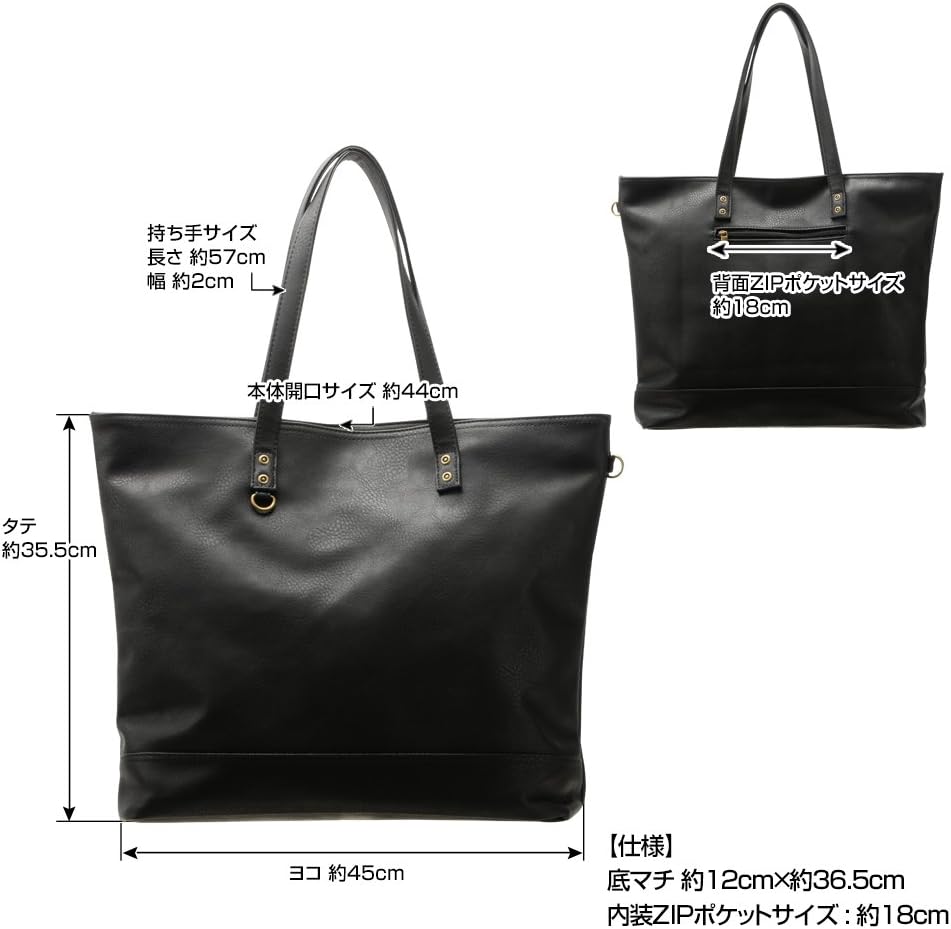 持ち手サイズ
長さ 約57cm
幅 約2cm
背面ZIPポケットサイズ
約18cm
本体開口サイズ 約44cm
タテ
約35.5cm
ヨコ 約45cm
【仕様】
底マチ 約12cm×約36.5cm
内装ZIPポケットサイズ : 約18cm